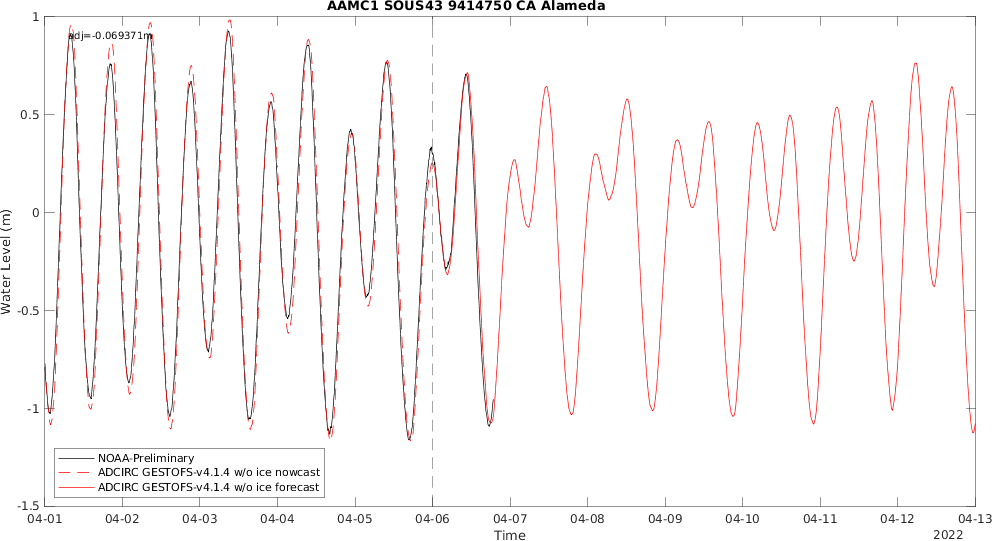 AAMC1 SOUS43 9414750 CA Alameda
adj=-0.069371m
1
0.5
0
-0.5
-1
-1.5
Water Level (m)
NOAA-Preliminary
ADCIRC GESTOFS-v4.1.4 w/o ice nowcast
ADCIRC GESTOFS-v4.1.4 w/o ice forecast
04-01 04-02 04-03 04-04 04-05 04-06 04-07 04-08 04-09 04-10 04-11 04-12 04-13
Time
2022